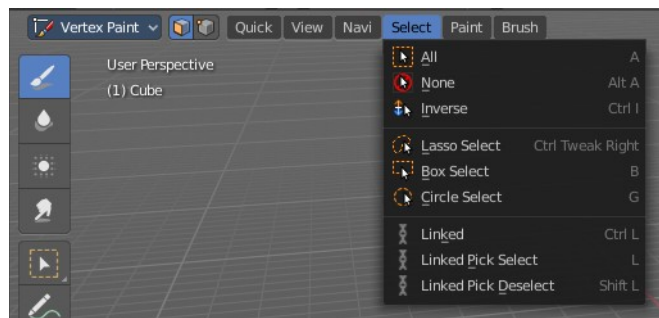 Vertex Paint Quick View Navi Select Paint Brush
User Perspective
(1) Cube
All A
None Alt A
Inverse Ctrl I
Lasso Select Ctrl Tweak Right
Box Select B
Circle Select G
Linked Ctrl L
Linked Pick Select L
Linked Pick Deselect Shift L